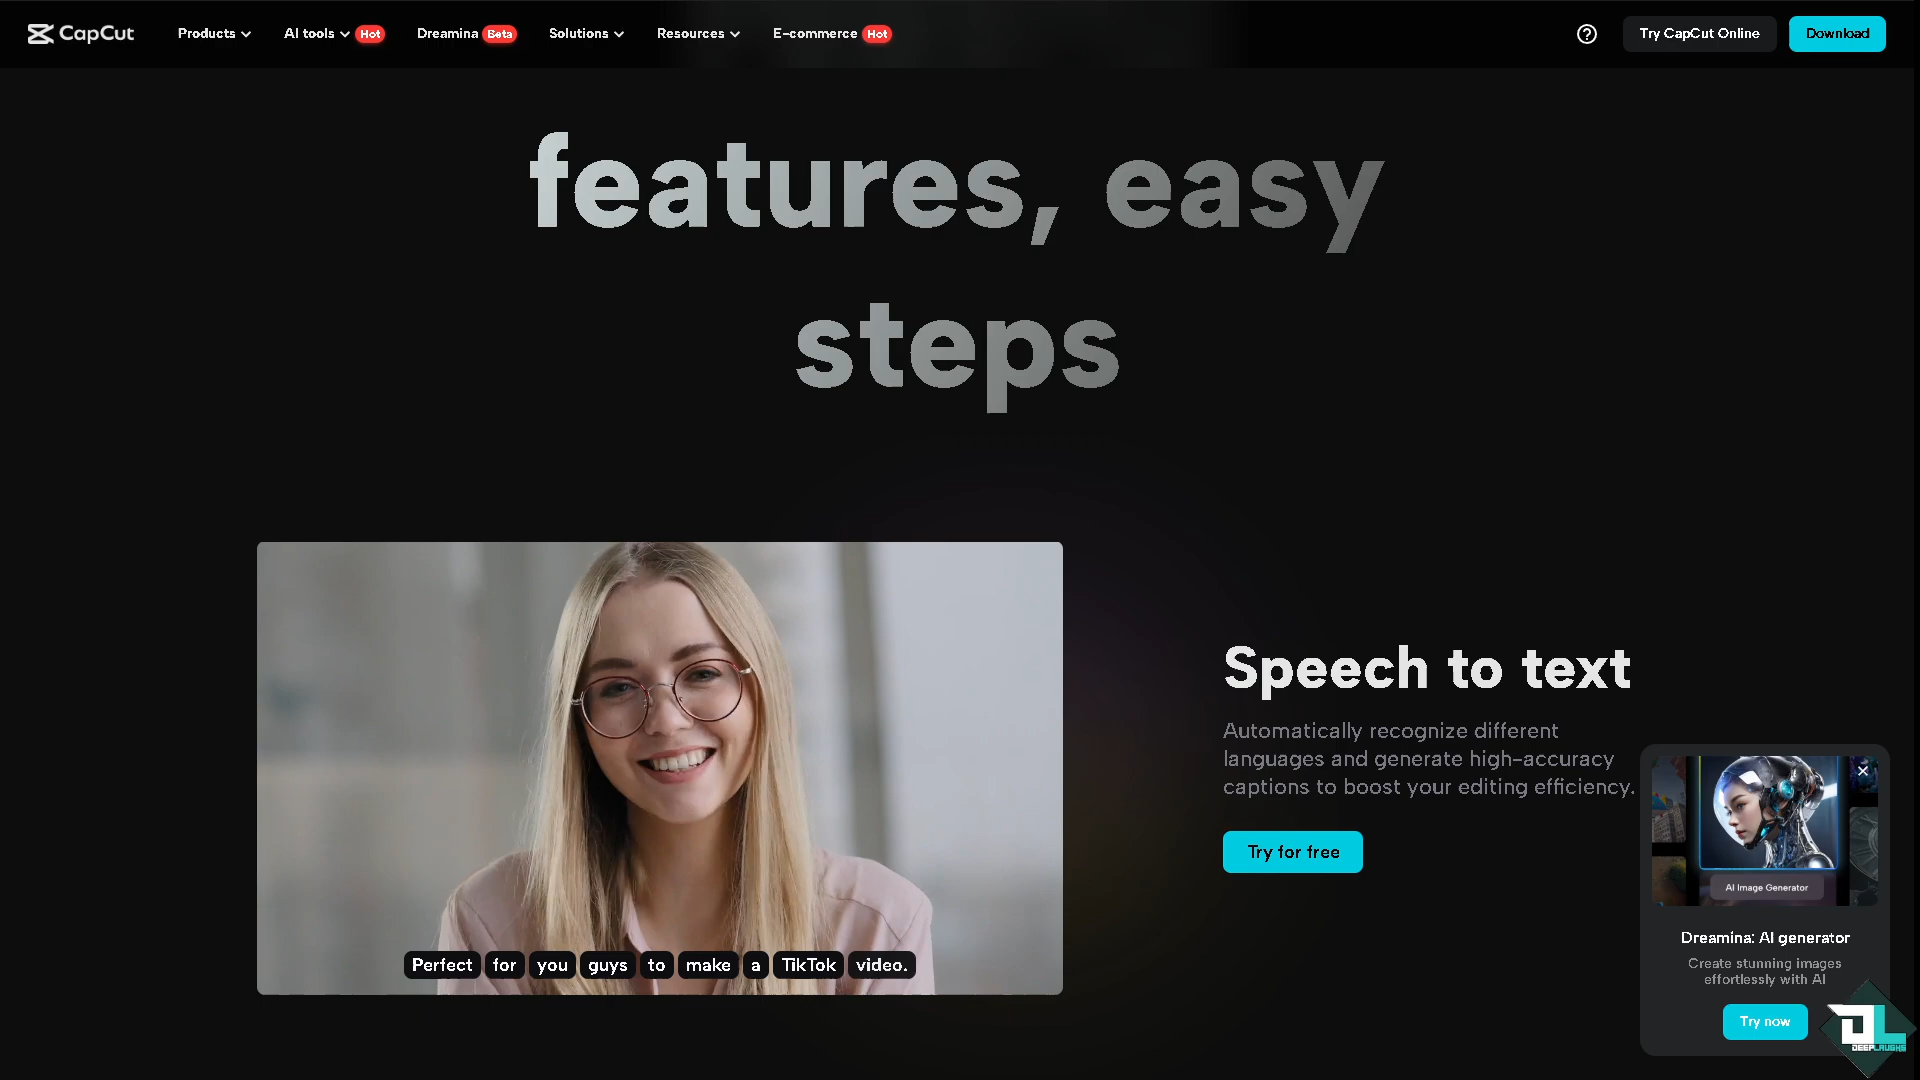 CapCut Products AI tools Hot Dreamina Beta Solutions Resources E-commerce Hot Try CapCut Online Download
features, easy
steps
Perfect for you guys to make a TikTok video.
Speech to text
Automatically recognize different
languages and generate high-accuracy
captions to boost your editing efficiency.
Try for free
AI Image Generator
Dreamina: AI generator
Create stunning images
effortlessly with AI
Try now
DEEPLAUGHS